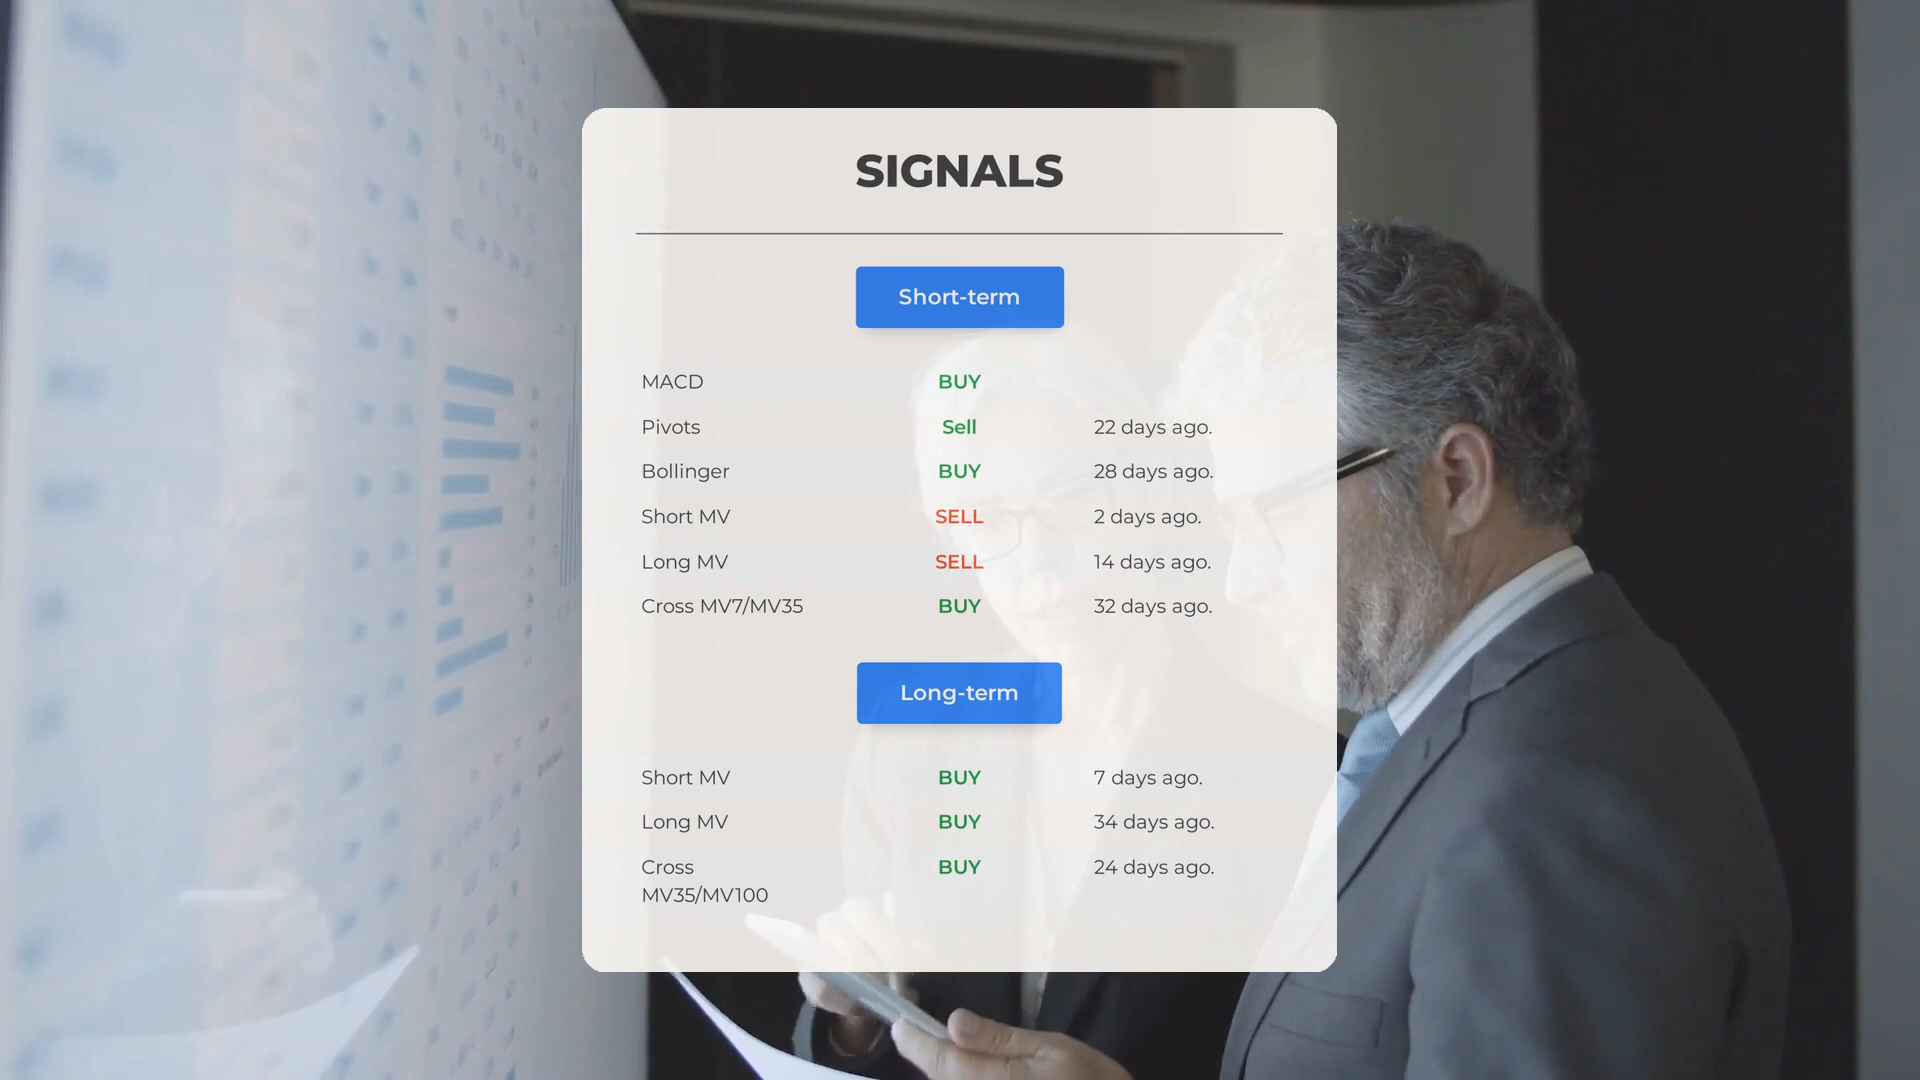 SIGNALS
Short-term
MACD BUY
Pivots Sell 22 days ago.
Bollinger BUY 28 days ago.
Short MV SELL 2 days ago.
Long MV SELL 14 days ago.
Cross MV7/MV35 BUY 32 days ago.
Long-term
Short MV BUY 7 days ago.
Long MV BUY 34 days ago.
Cross BUY 24 days ago.
MV35/MV100